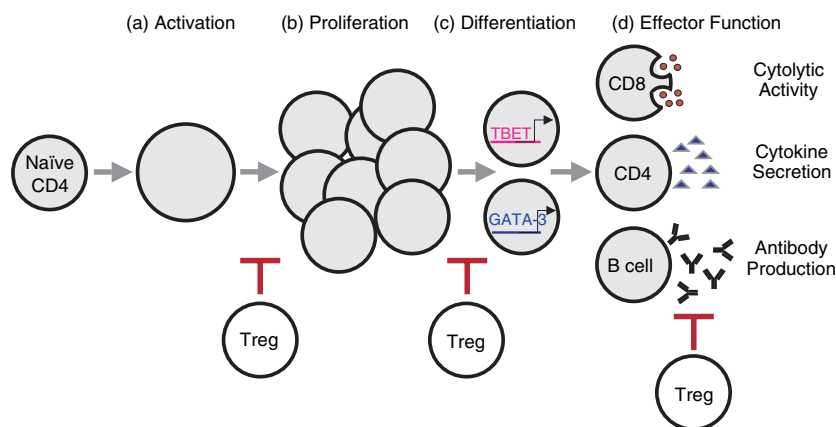 (a) Activation
(b) Proliferation
(c) Differentiation
(d) Effector Function
Naïve
CD4
TBET
GATA-3
CD8
Cytolytic
Activity
CD4
Cytokine
Secretion
B cell
Antibody
Production
Treg
Treg
Treg